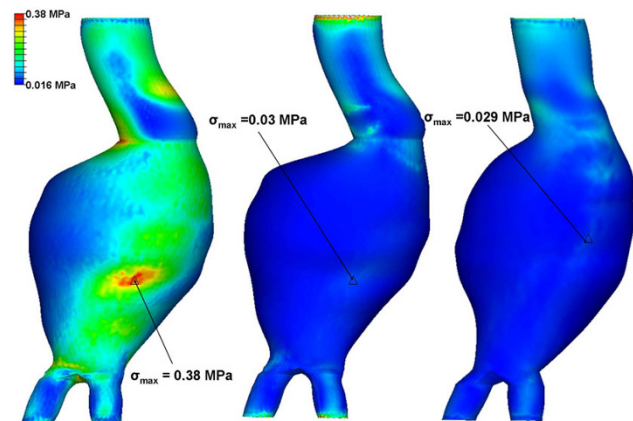 0.38 MPa
0.016 MPa
σmax =0.03 MPa
σmax =0.029 MPa
σmax = 0.38 MPa